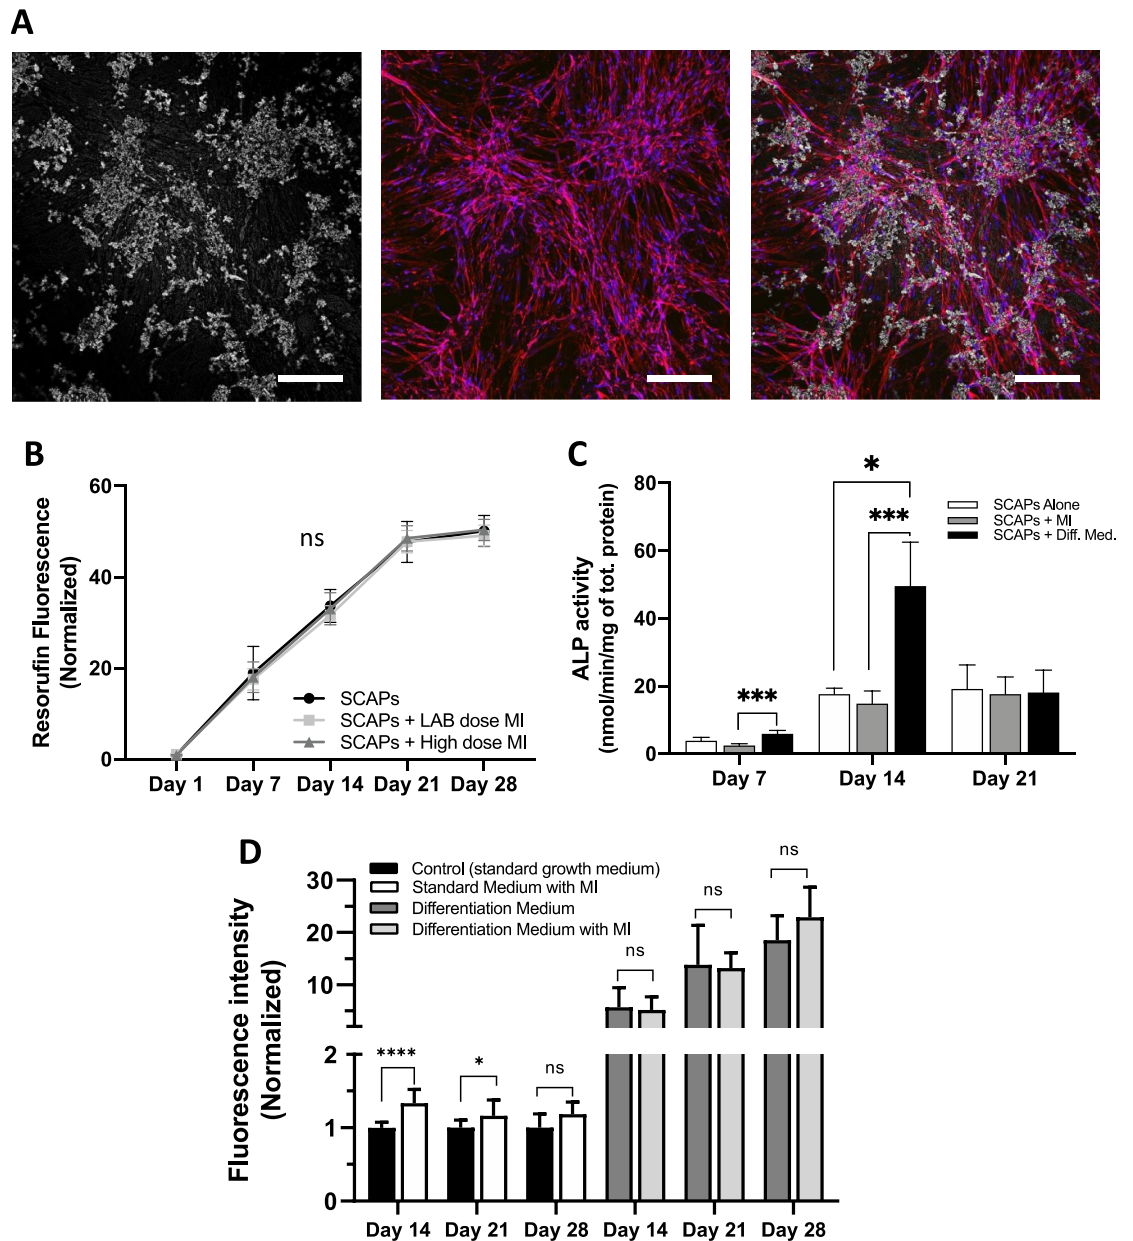 A
B
60
40
20
0
Resorufin Fluorescence
(Normalized)
ns
SCAPs
SCAPs + LAB dose MI
SCAPs + High dose MI
Day 1 Day 7 Day 14 Day 21 Day 28
C
80
60
40
20
0
ALP activity
(nmol/min/mg of tot. protein)
*
***
***
SCAPs Alone
SCAPs + MI
SCAPs + Diff. Med.
Day 7 Day 14 Day 21
D
Control (standard growth medium)
Standard Medium with MI
Differentiation Medium
Differentiation Medium with MI
30
20
10
2
1
0
Fluorescence intensity
(Normalized)
****
*
ns
ns
ns
ns
Day 14 Day 21 Day 28 Day 14 Day 21 Day 28